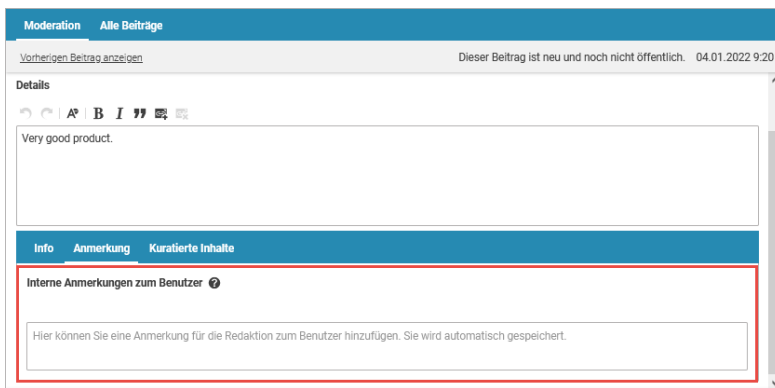 Moderation Alle Beiträge
Vorherigen Beitrag anzeigen Dieser Beitrag ist neu und noch nicht öffentlich. 04.01.2022 9:20
Details
B I
Very good product.
Info Anmerkung Kuratierte Inhalte
Interne Anmerkungen zum Benutzer ?
Hier können Sie eine Anmerkung für die Redaktion zum Benutzer hinzufügen. Sie wird automatisch gespeichert.